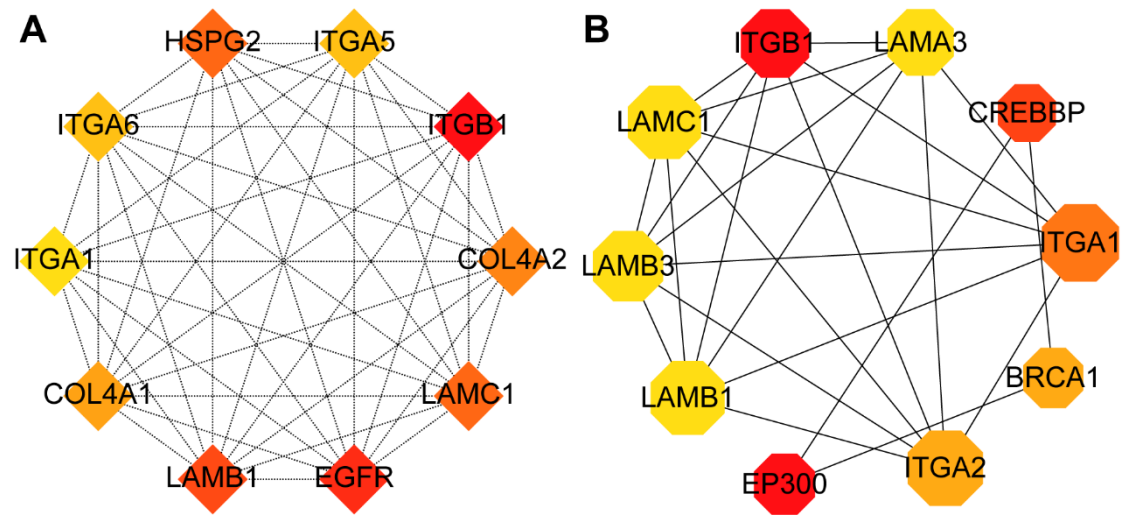 A
HSPG2
ITGA5
ITGA6
ITGB1
ITGA1
COL4A2
COL4A1
LAMC1
LAMB1
EGFR
B
ITGB1
LAMA3
LAMC1
CREBBP
ITGA1
LAMB3
BRCA1
LAMB1
ITGA2
EP300